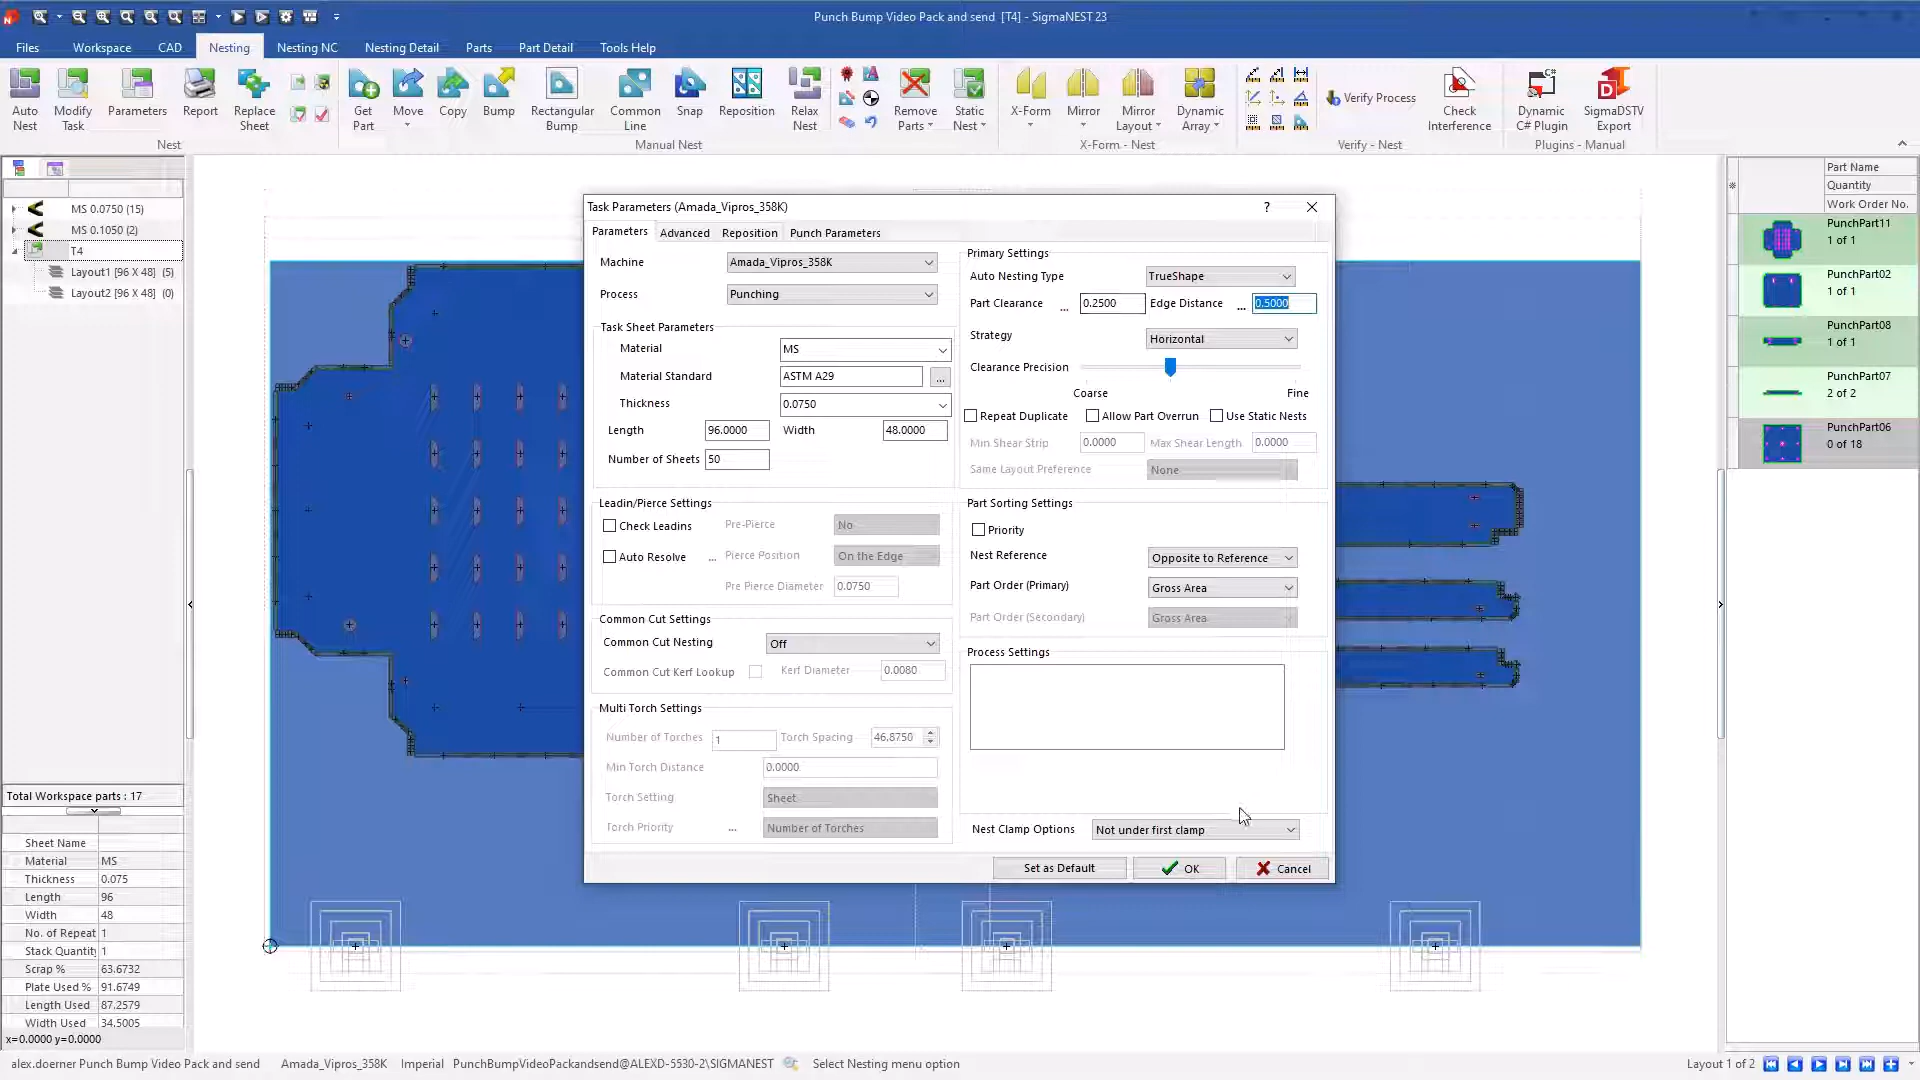 Punch Bump Video Pack and send [T4] - SigmaNEST 23
Files Workspace CAD Nesting Nesting NC Nesting Detail Parts Part Detail Tools Help
Auto Nest
Modify Task
Parameters
Report
Replace Sheet
Get Part
Move
Copy
Bump
Rectangular Bump
Common Line
Snap
Reposition
Relax Nest
Remove Parts
Static Nest
X-Form
Mirror
Mirror Layout
Dynamic Array
Verify Process
Check Interference
Dynamic C# Plugin
SigmaDSTV Export
Nest
Manual Nest
X-Form - Nest
Verify - Nest
Plugins - Manual
MS 0.0750 (15)
MS 0.1050 (2)
T4
Layout1 [96 X 48] (5)
Layout2 [96 X 48] (0)
Total Workspace parts : 17
Sheet Name
Material MS
Thickness 0.075
Length 96
Width 48
No. of Repeat 1
Stack Quantity 1
Scrap % 63.6732
Plate Used % 91.6749
Length Used 87.2579
Width Used 34.5005
x=0.0000 y=0.0000
Task Parameters (Amada_Vipros_358K)
? 
Parameters Advanced Reposition Punch Parameters
Machine Amada_Vipros_358K
Process Punching
Task Sheet Parameters
Material MS
Material Standard ASTM A29 ...
Thickness 0.0750
Length 96.0000 Width 48.0000
Number of Sheets 50
Leadin/Pierce Settings
Check Leadins Pre-Pierce No
Auto Resolve ... Pierce Position On the Edge
Pre Pierce Diameter 0.0750
Common Cut Settings
Common Cut Nesting Off
Common Cut Kerf Lookup Kerf Diameter 0.0080
Multi Torch Settings
Number of Torches 1 Torch Spacing 46.8750
Min Torch Distance 0.0000
Torch Setting Sheet
Torch Priority ... Number of Torches
Primary Settings
Auto Nesting Type TrueShape
Part Clearance ... 0.2500 Edge Distance ... 0.5000
Strategy Horizontal
Clearance Precision
Coarse Fine
Repeat Duplicate Allow Part Overrun Use Static Nests
Min Shear Strip 0.0000 Max Shear Length 0.0000
Same Layout Preference None
Part Sorting Settings
Priority
Nest Reference Opposite to Reference
Part Order (Primary) Gross Area
Part Order (Secondary) Gross Area
Process Settings
Nest Clamp Options Not under first clamp
Set as Default OK Cancel
Part Name
Quantity
Work Order No.
PunchPart11
1 of 1
PunchPart02
1 of 1
PunchPart08
1 of 1
PunchPart07
2 of 2
PunchPart06
0 of 18
alex.doerner Punch Bump Video Pack and send Amada_Vipros_358K Imperial PunchBumpVideoPackandsend@ALEXD-5530-2\SIGMANEST Select Nesting menu option Layout 1 of 2